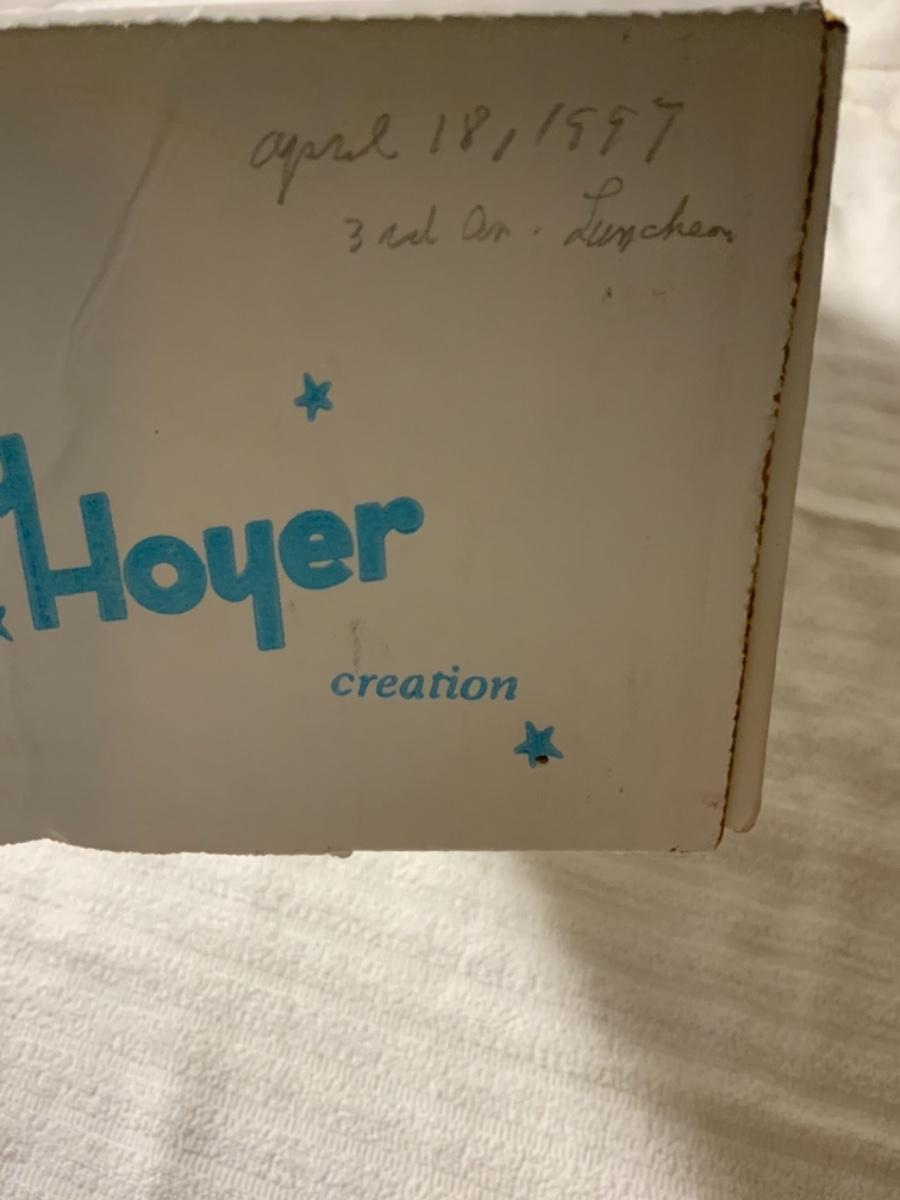 april 18, 1997
3rd An. Luncheon
Hoyer
creation